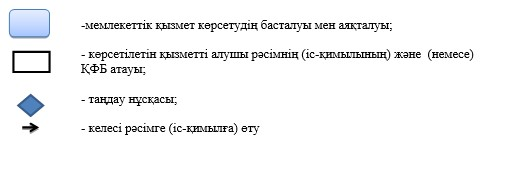 -мемлекеттік қызмет көрсетудің басталуы мен аяқталуы;
- көрсетілетін қызметті алушы рәсімнің (іс-қимылының) және (немесе)
ҚФБ атауы;
- таңдау нұсқасы;
- келесі рәсімге (іс-қимылға) өту